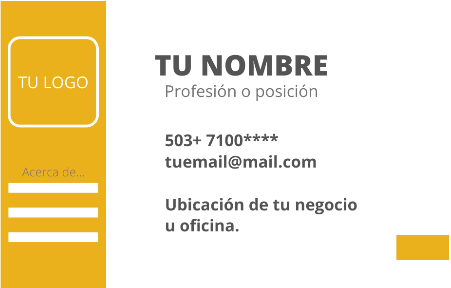 TU LOGO
Acerca de...
TU NOMBRE
Profesión o posición
503+ 7100****
tuemail@mail.com
Ubicación de tu negocio
u oficina.